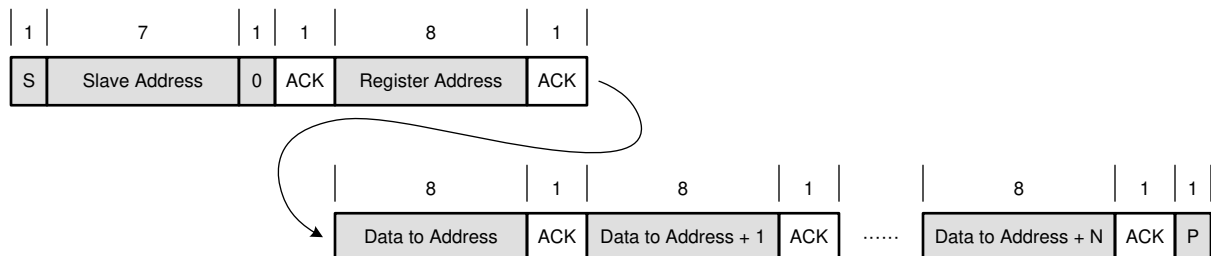 1 7 1 1 8 1
S Slave Address 0 ACK Register Address ACK
8 1 8 1 8 1 1
Data to Address ACK Data to Address + 1 ACK ...... Data to Address + N ACK P